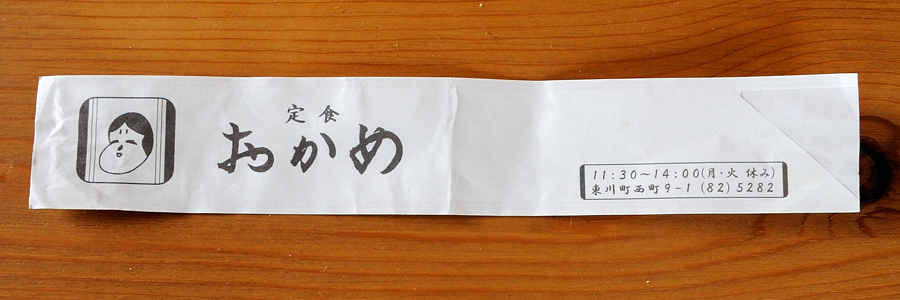 定食
おかめ
11:30〜14:00(月・火 休み)
東川町西町9-1 (82)5282